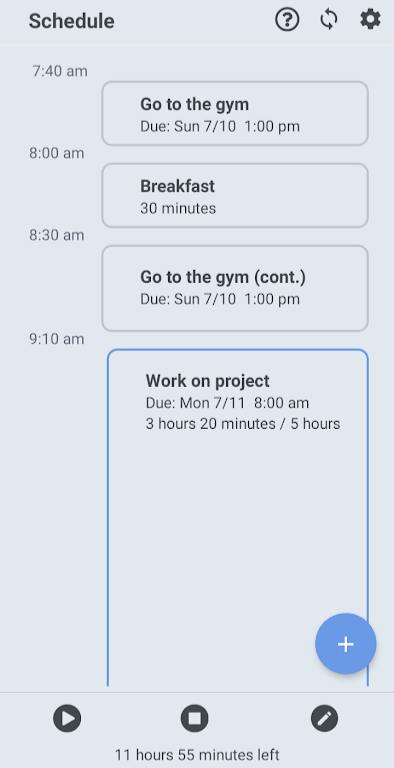 Schedule
7:40 am
Go to the gym
Due: Sun 7/10 1:00 pm
8:00 am
Breakfast
30 minutes
8:30 am
Go to the gym (cont.)
Due: Sun 7/10 1:00 pm
9:10 am
Work on project
Due: Mon 7/11 8:00 am
3 hours 20 minutes / 5 hours
11 hours 55 minutes left